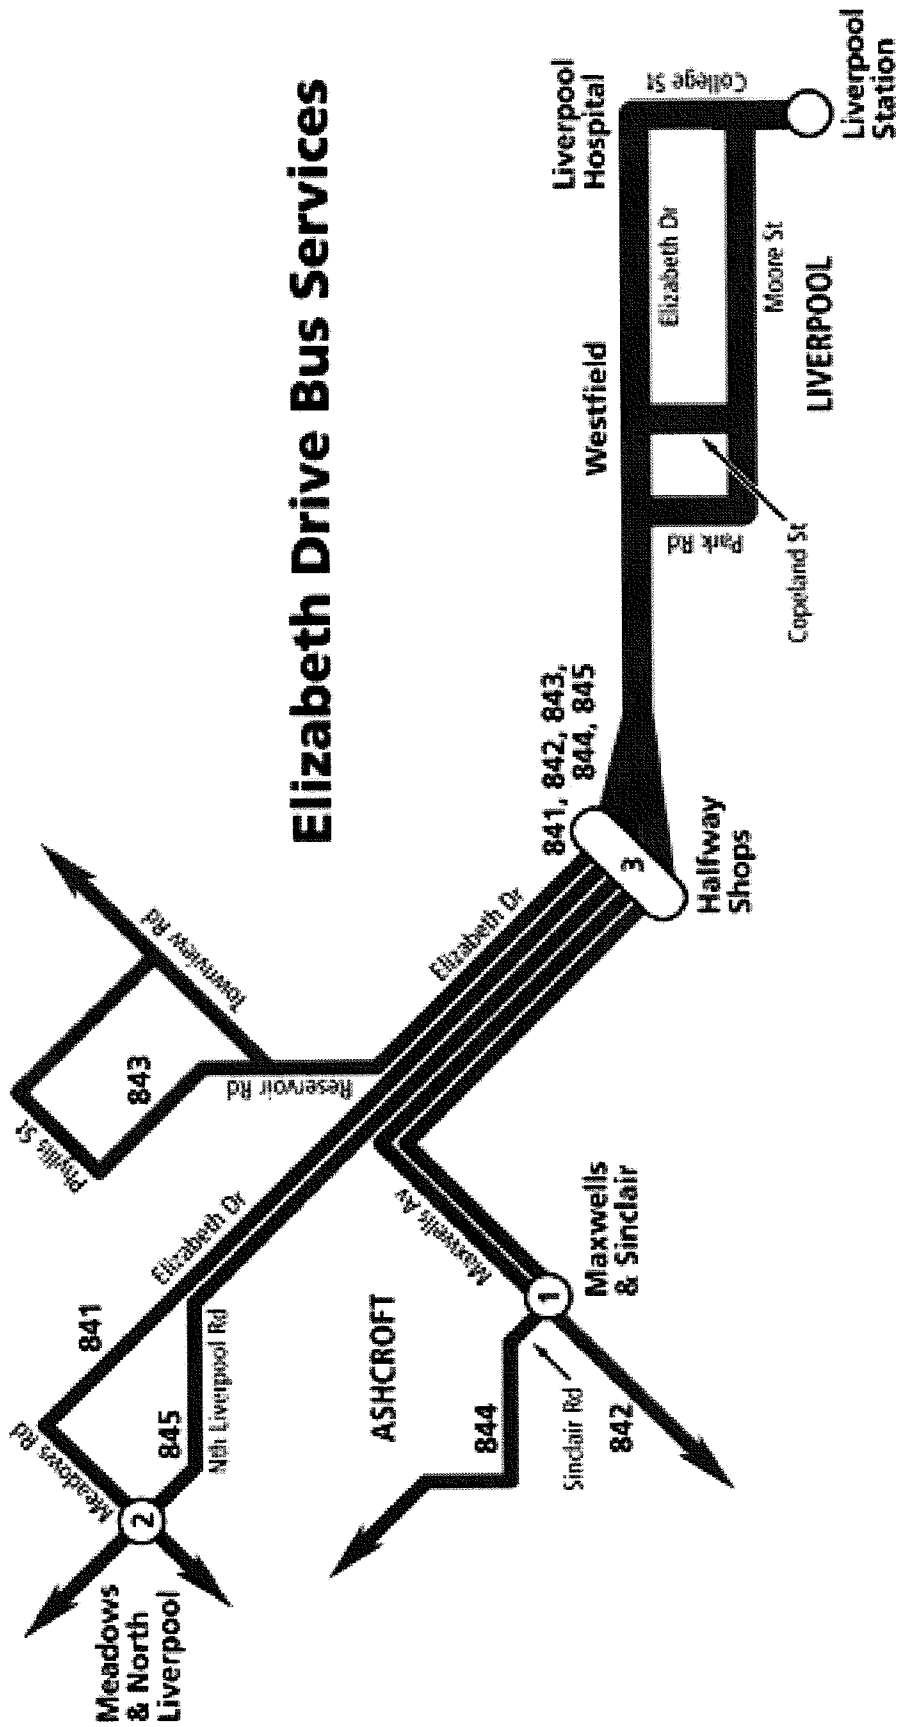 Elizabeth Drive Bus Services
Meadows
& North
Liverpool
2
Meadows Rd
841
845
Nth Liverpool Rd
Elizabeth Dr
Phyllis St
843
Townview Rd
Reservoir Rd
Elizabeth Dr
ASHCROFT
844
Sinclair Rd
842
Maxwells Av
1
Maxwells
& Sinclair
841, 842, 843,
844, 845
3
Halfway
Shops
Westfield
Park Rd
Copeland St
Elizabeth Dr
Moore St
LIVERPOOL
Liverpool
Hospital
College St
Liverpool
Station